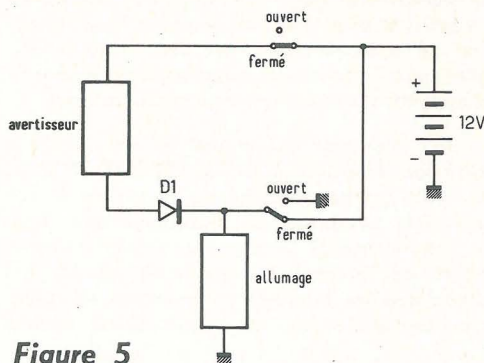 ouvert
fermé
+
avertisseur
12V
D1
ouvert
−
fermé
allumage
Figure 5